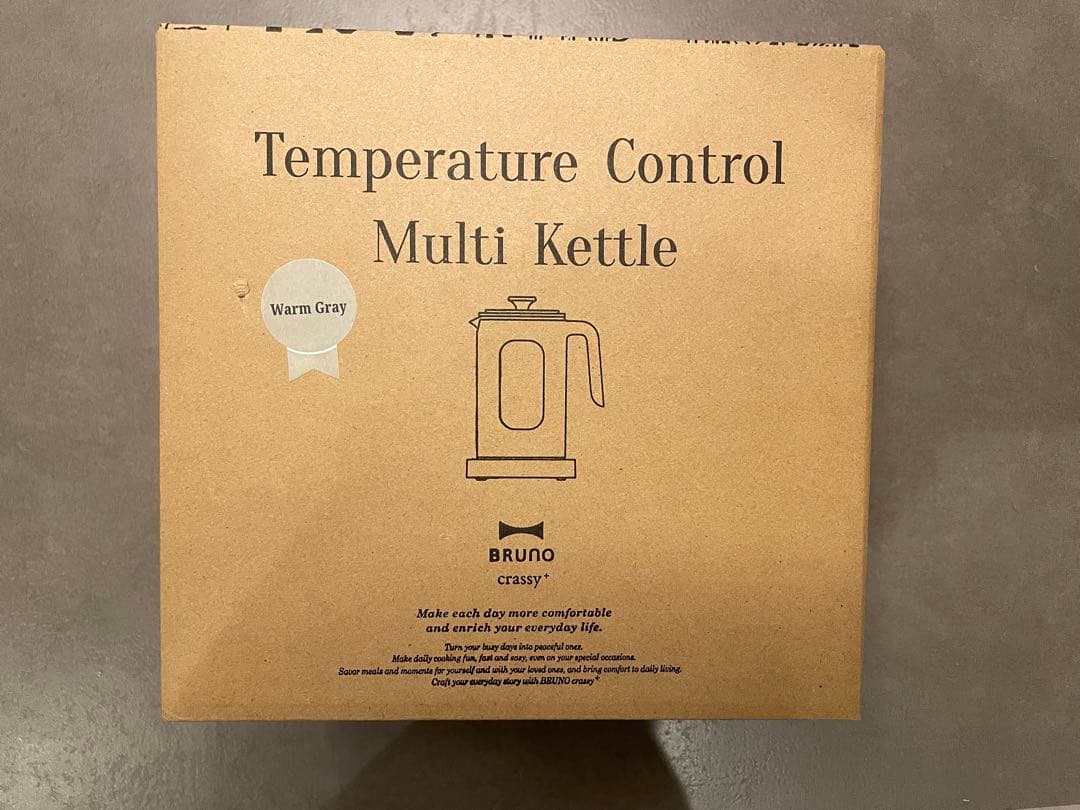 Temperature Control
Multi Kettle
Warm Gray
BRUNO
crassy+
Make each day more comfortable
and enrich your everyday life.
Turn your busy days into peaceful ones.
Make daily cooking fun, fast and easy, even on your special occasions.
Savor meals and moments for yourself and with your loved ones, and bring comfort to daily living.
Craft your everyday story with BRUNO crassy+